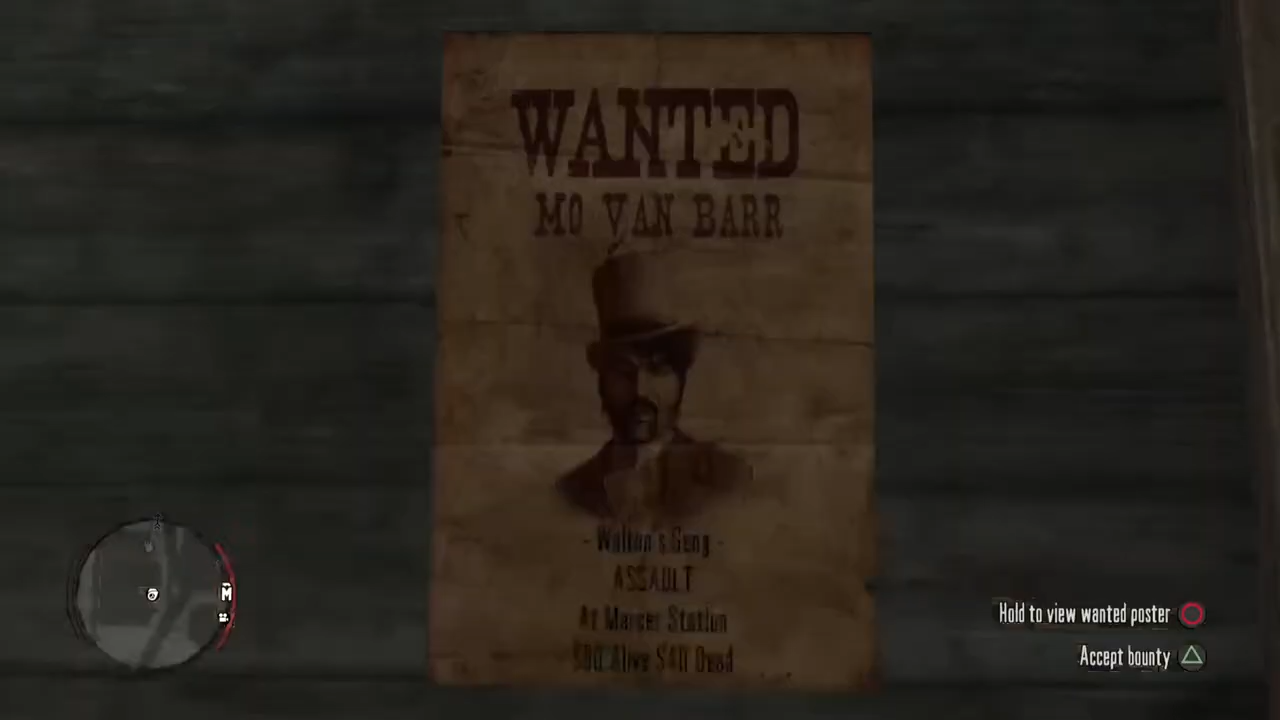 WANTED
MO VAN BARR
- Walton's Gang -
ASSAULT
At Mercer Station
Alive $40 Dead
M
Hold to view wanted poster
Accept bounty